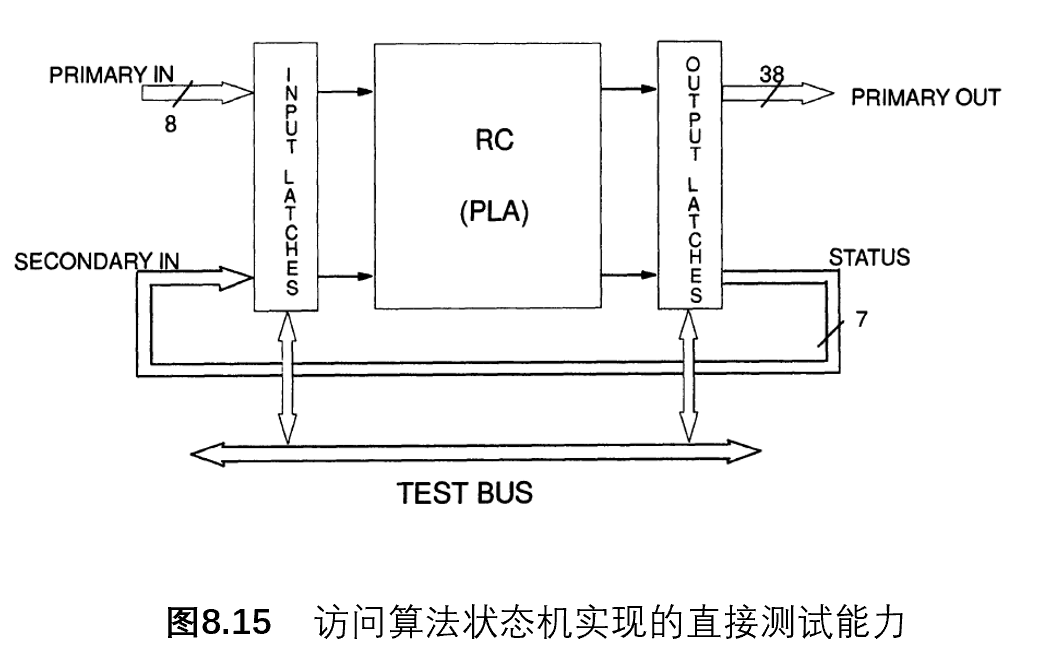 PRIMARY IN
8
INPUT LATCHES
RC
(PLA)
OUTPUT LATCHES
38
PRIMARY OUT
SECONDARY IN
STATUS
7
TEST BUS
图8.15 访问算法状态机实现的直接测试能力